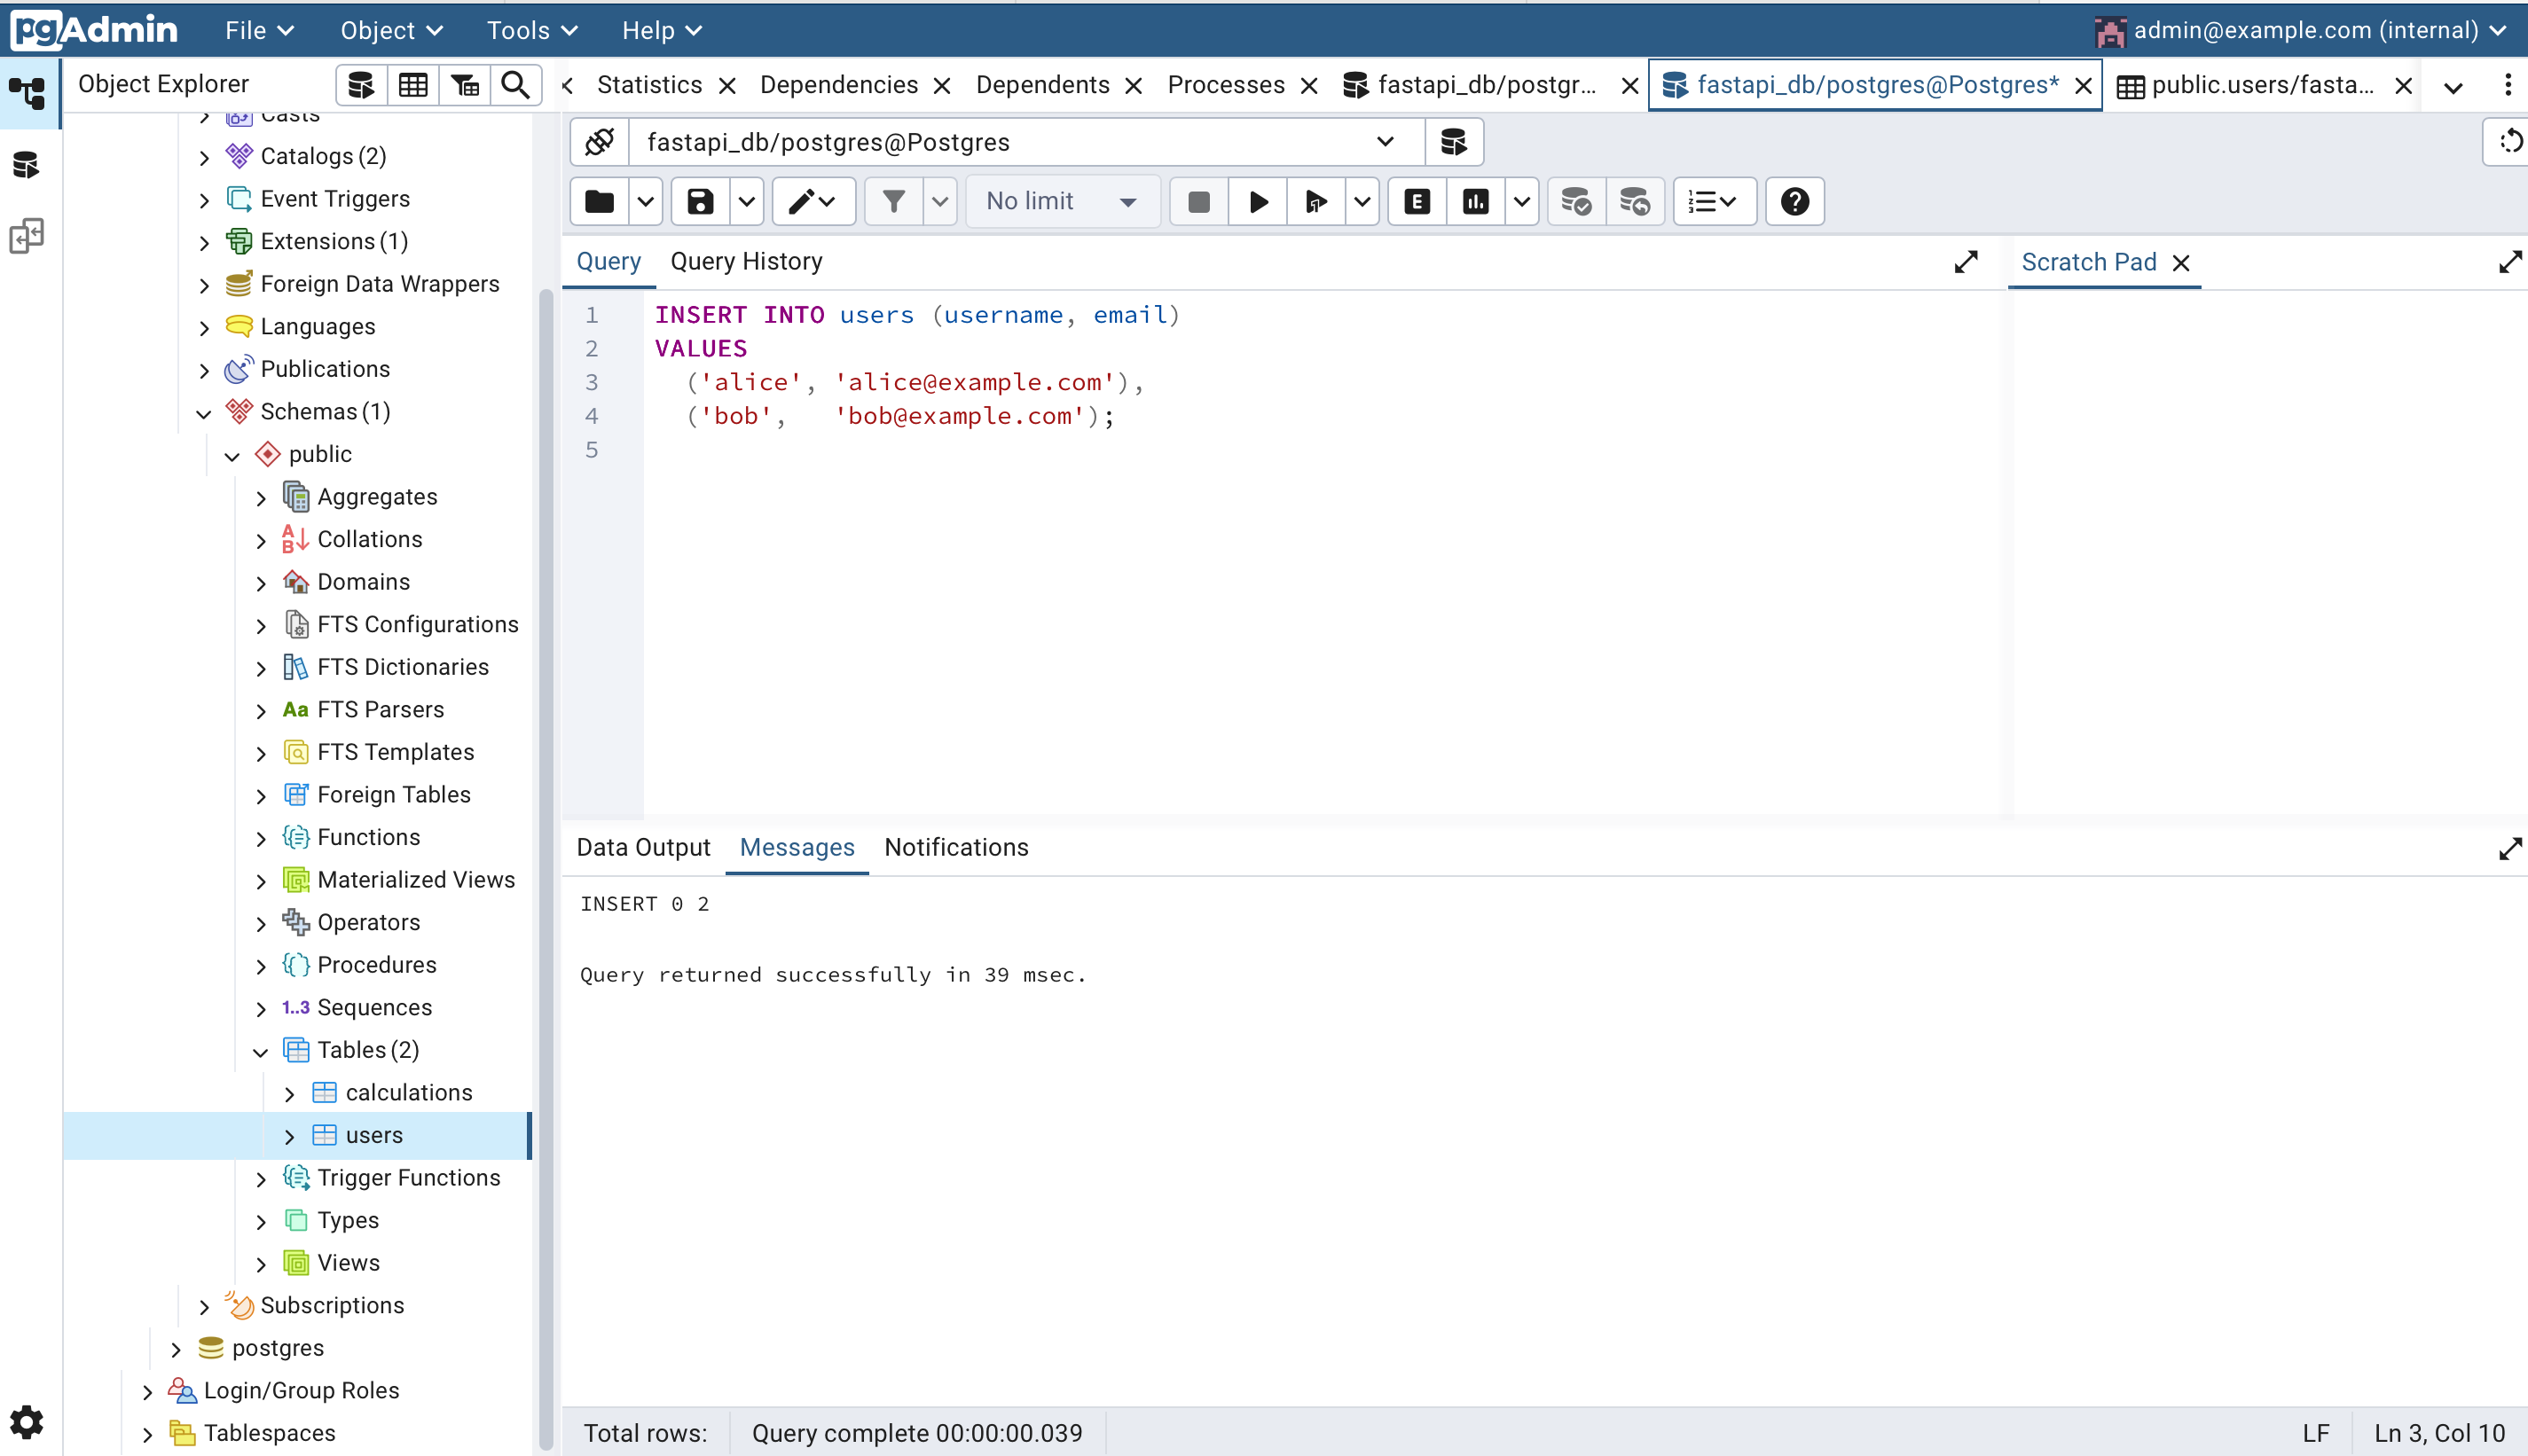 pgAdmin File Object Tools Help admin@example.com (internal)
Object Explorer
Statistics Dependencies Dependents Processes fastapi_db/postgr... fastapi_db/postgres@Postgres* public.users/fasta...
Casts
Catalogs (2)
Event Triggers
Extensions (1)
Foreign Data Wrappers
Languages
Publications
Schemas (1)
public
Aggregates
Collations
Domains
FTS Configurations
FTS Dictionaries
Aa FTS Parsers
FTS Templates
Foreign Tables
Functions
Materialized Views
Operators
Procedures
1..3 Sequences
Tables (2)
calculations
users
Trigger Functions
Types
Views
Subscriptions
postgres
Login/Group Roles
Tablespaces
fastapi_db/postgres@Postgres
No limit E
Query Query History
Scratch Pad
1 INSERT INTO users (username, email)
2 VALUES
3 ('alice', 'alice@example.com'),
4 ('bob', 'bob@example.com');
5
Data Output Messages Notifications
INSERT 0 2
Query returned successfully in 39 msec.
Total rows: Query complete 00:00:00.039 LF Ln 3, Col 10